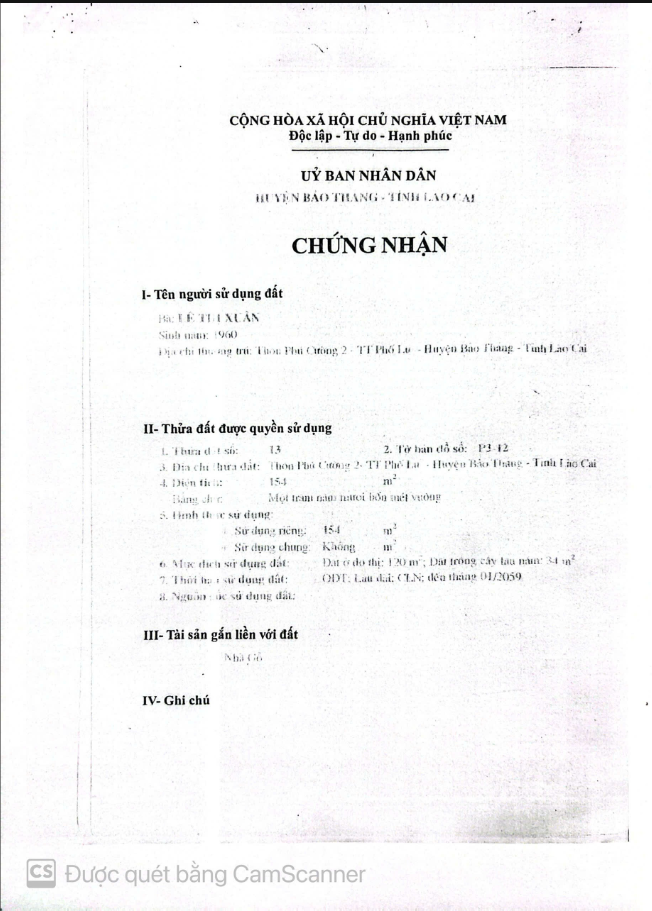 CỘNG HÒA XÃ HỘI CHỦ NGHĨA VIỆT NAM
Độc lập - Tự do - Hạnh phúc
UỶ BAN NHÂN DÂN
HUYỆN BẢO THẮNG - TỈNH LÀO CAI
CHỨNG NHẬN
I- Tên người sử dụng đất
Bà: LÊ THỊ XUÂN
Sinh năm: 1960
Địa chỉ thường trú: Thôn Phú Cường 2 - TT Phố Lu - Huyện Bảo Thắng - Tỉnh Lào Cai
II- Thửa đất được quyền sử dụng
1. Thửa đất số: 13 2. Tờ bản đồ số: P3-12
3. Địa chỉ thửa đất: Thôn Phú Cường 2- TT Phố Lu - Huyện Bảo Thắng - Tỉnh Lào Cai
4. Diện tích: 154 m²
Bằng chữ: Một trăm năm mươi bốn mét vuông
5. Hình thức sử dụng:
+ Sử dụng riêng: 154 m²
+ Sử dụng chung: Không m²
6. Mục đích sử dụng đất: Đất ở đô thị: 120 m²; Đất trồng cây lâu năm: 34 m²
7. Thời hạn sử dụng đất: ODT; Lâu dài; CLN; đến tháng 01/2059
8. Nguồn gốc sử dụng đất:
III- Tài sản gắn liền với đất
Nhà Gỗ
IV- Ghi chú
CS Được quét bằng CamScanner